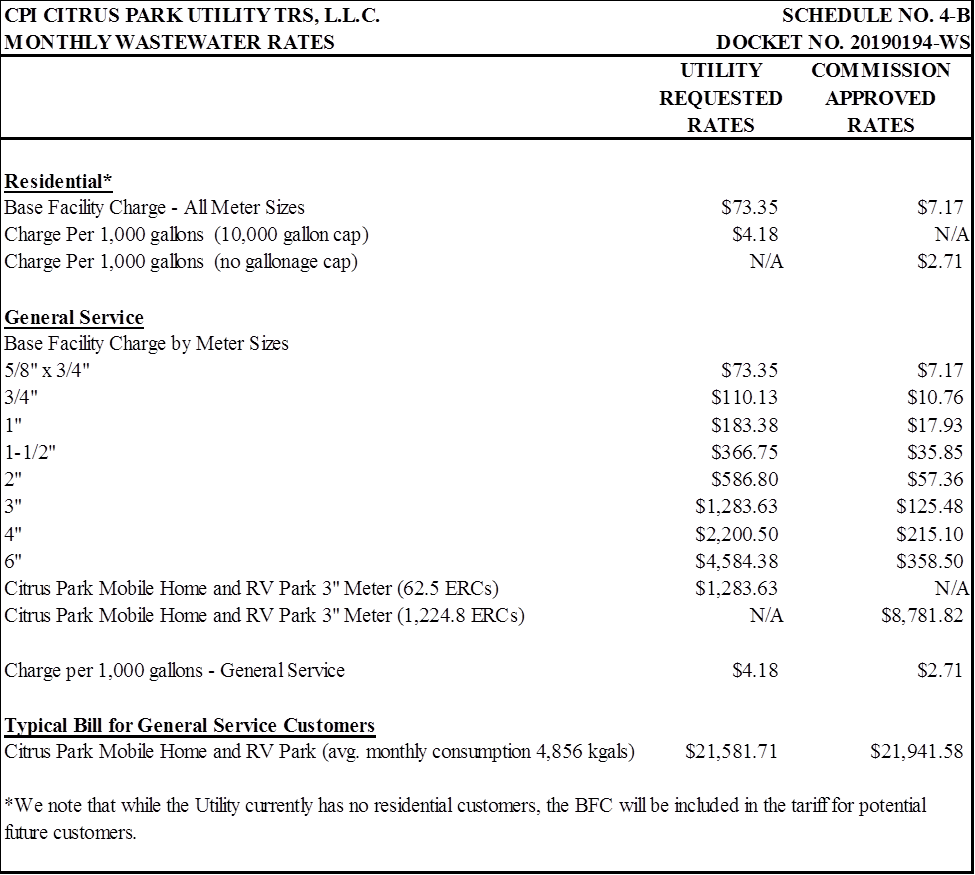 CPI CITRUS PARK UTILITY TRS, L.L.C. SCHEDULE NO. 4-B
MONTHLY WASTEWATER RATES DOCKET NO. 20190194-WS
UTILITY COMMISSION
REQUESTED APPROVED
RATES RATES
Residential*
Base Facility Charge - All Meter Sizes $73.35 $7.17
Charge Per 1,000 gallons (10,000 gallon cap) $4.18 N/A
Charge Per 1,000 gallons (no gallonage cap) N/A $2.71
General Service
Base Facility Charge by Meter Sizes
5/8" x 3/4" $73.35 $7.17
3/4" $110.13 $10.76
1" $183.38 $17.93
1-1/2" $366.75 $35.85
2" $586.80 $57.36
3" $1,283.63 $125.48
4" $2,200.50 $215.10
6" $4,584.38 $358.50
Citrus Park Mobile Home and RV Park 3" Meter (62.5 ERCs) $1,283.63 N/A
Citrus Park Mobile Home and RV Park 3" Meter (1,224.8 ERCs) N/A $8,781.82
Charge per 1,000 gallons - General Service $4.18 $2.71
Typical Bill for General Service Customers
Citrus Park Mobile Home and RV Park (avg. monthly consumption 4,856 kgals) $21,581.71 $21,941.58
*We note that while the Utility currently has no residential customers, the BFC will be included in the tariff for potential
future customers.